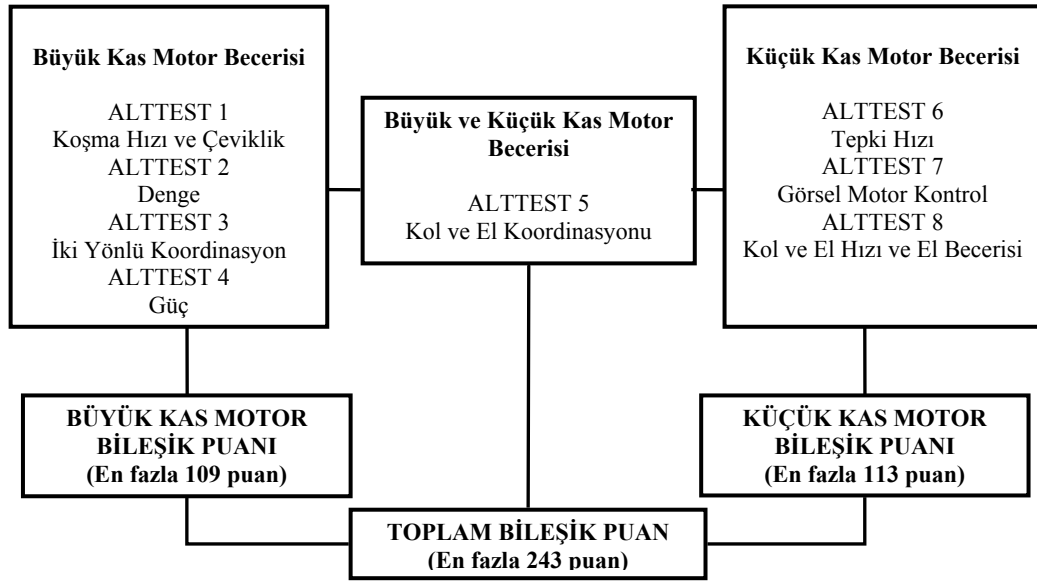 Büyük Kas Motor Becerisi
ALTTEST 1
Koşma Hızı ve Çeviklik
ALTTEST 2
Denge
ALTTEST 3
İki Yönlü Koordinasyon
ALTTEST 4
Güç
Büyük ve Küçük Kas Motor
Becerisi
ALTTEST 5
Kol ve El Koordinasyonu
Küçük Kas Motor Becerisi
ALTTEST 6
Tepki Hızı
ALTTEST 7
Görsel Motor Kontrol
ALTTEST 8
Kol ve El Hızı ve El Becerisi
BÜYÜK KAS MOTOR
BİLEŞİK PUANI
(En fazla 109 puan)
KÜÇÜK KAS MOTOR
BİLEŞİK PUANI
(En fazla 113 puan)
TOPLAM BİLEŞİK PUAN
(En fazla 243 puan)